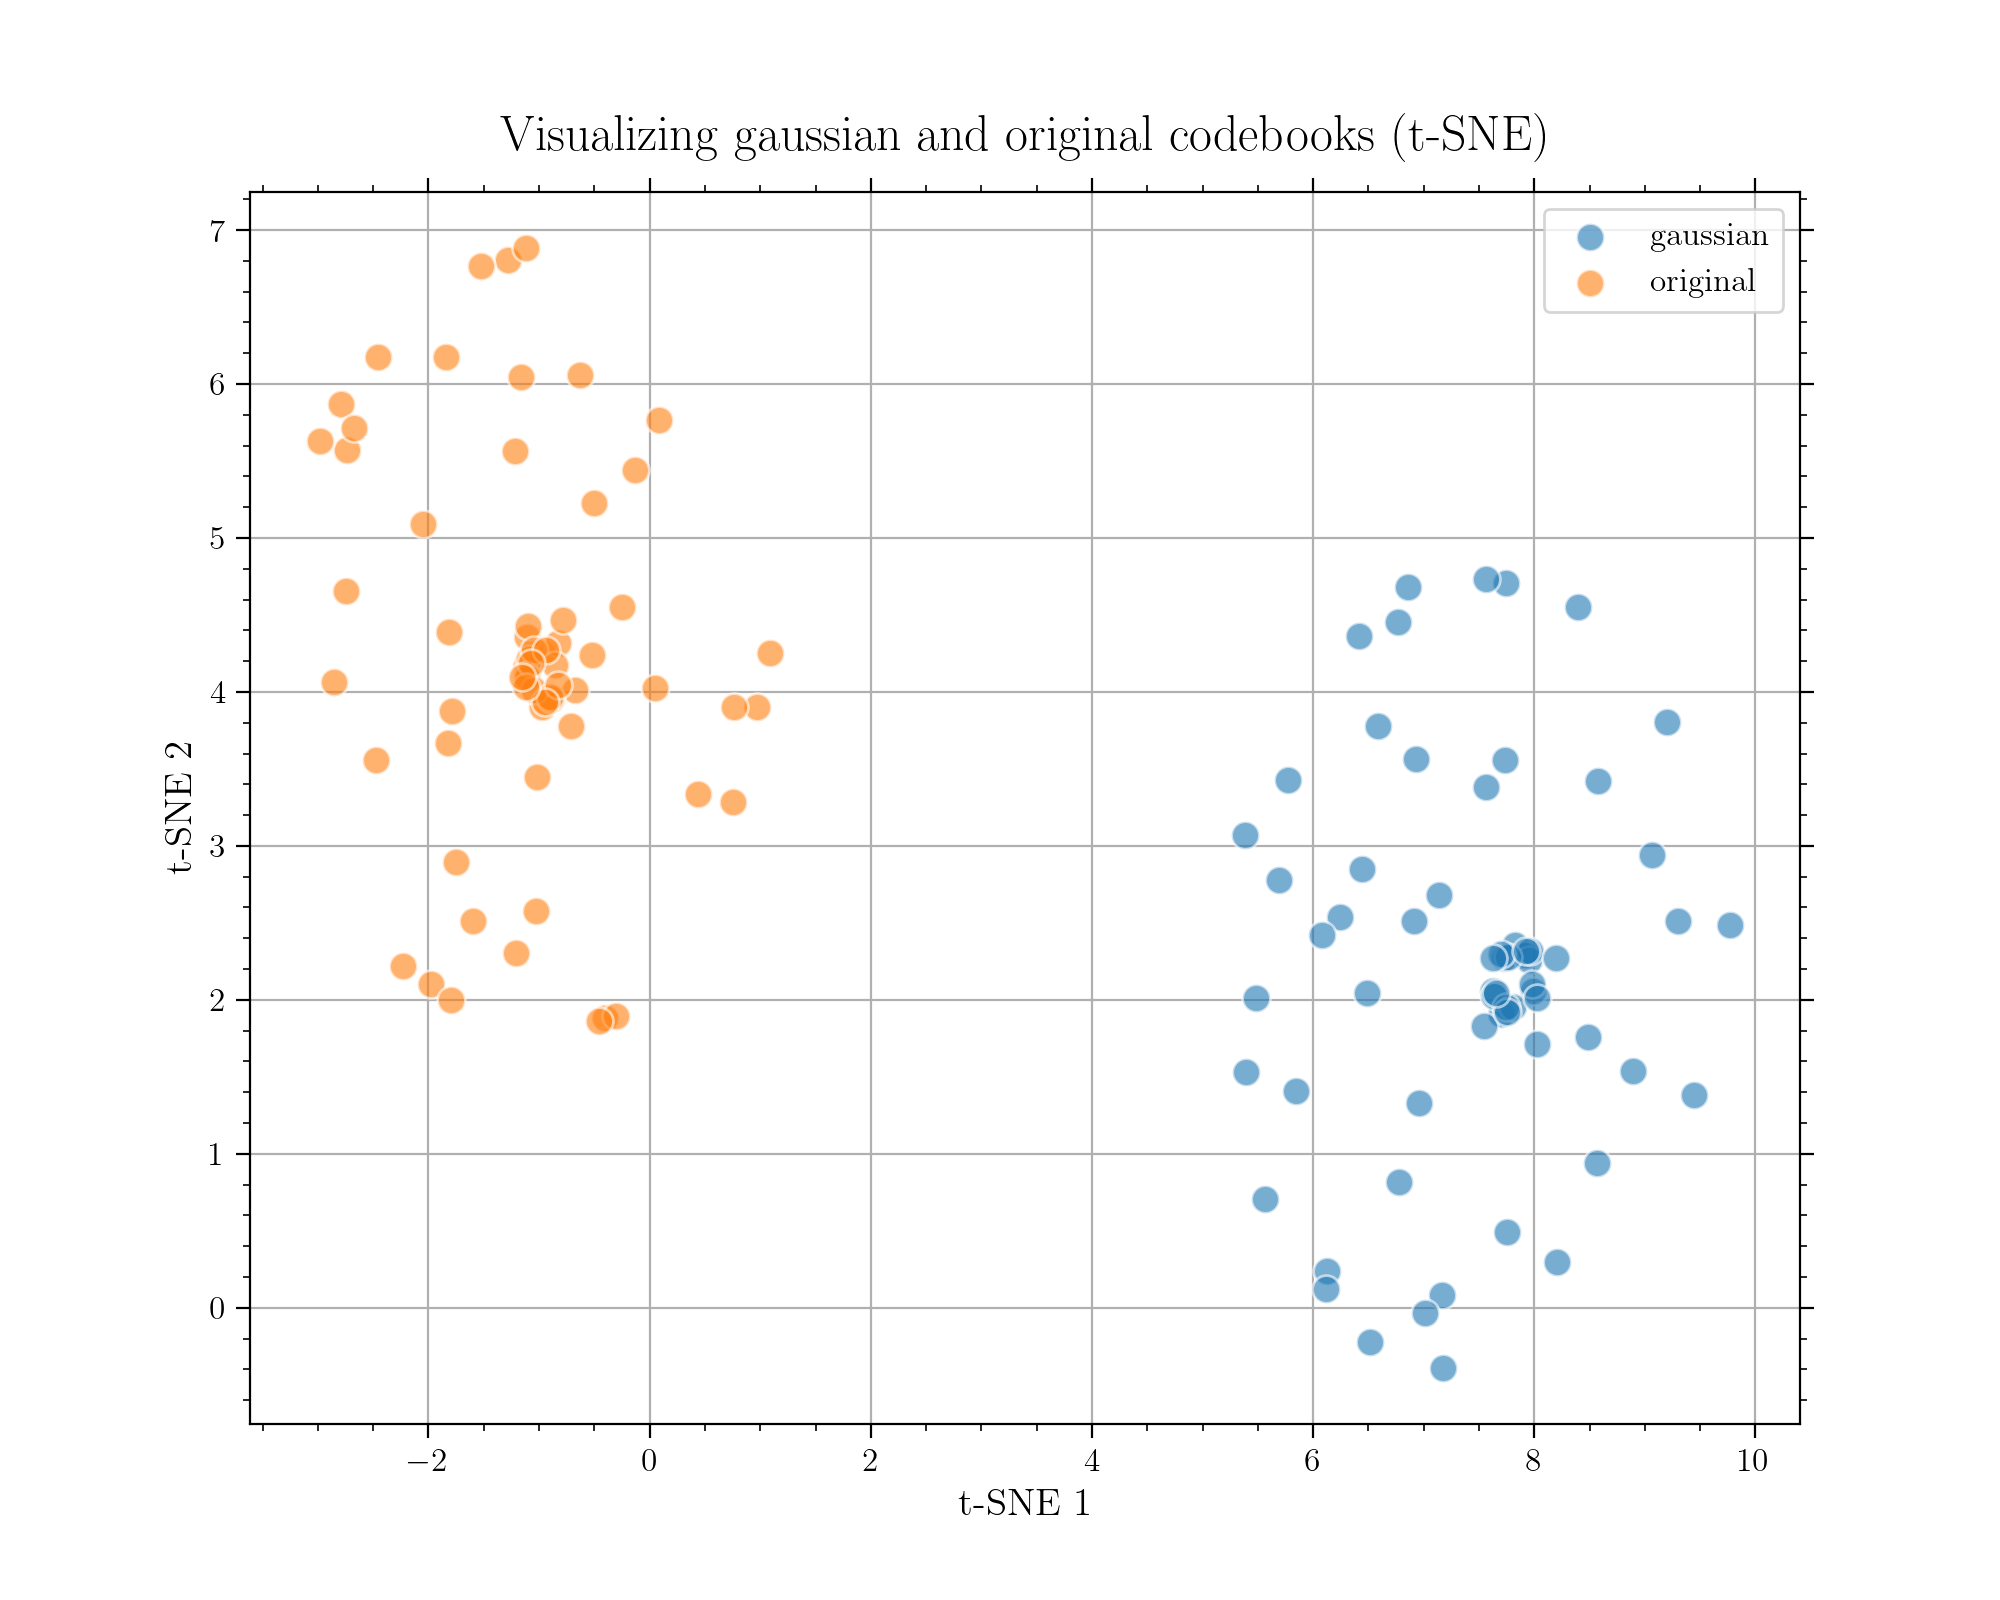 Visualizing gaussian and original codebooks (t-SNE)
gaussian
original
7
6
5
4
3
2
1
0
t-SNE 2
−2 0 2 4 6 8 10
t-SNE 1